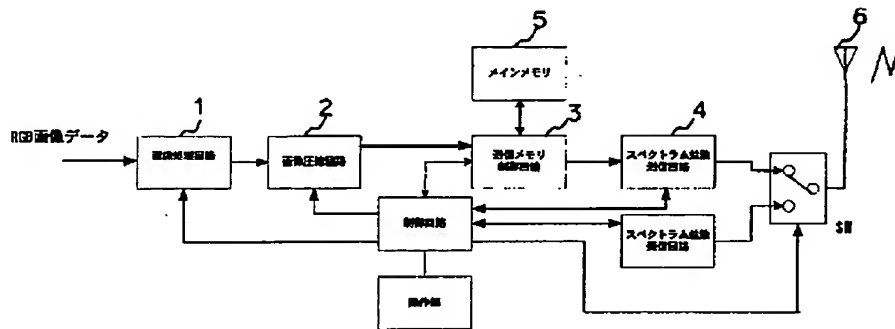 5
6
メインメモリ
1
2
3
4
RGB画像データ
画像処理回路
画像圧縮回路
送信メモリ
制御回路
スペクトラム拡散
送信回路
制御回路
スペクトラム拡散
受信回路
SW
操作部